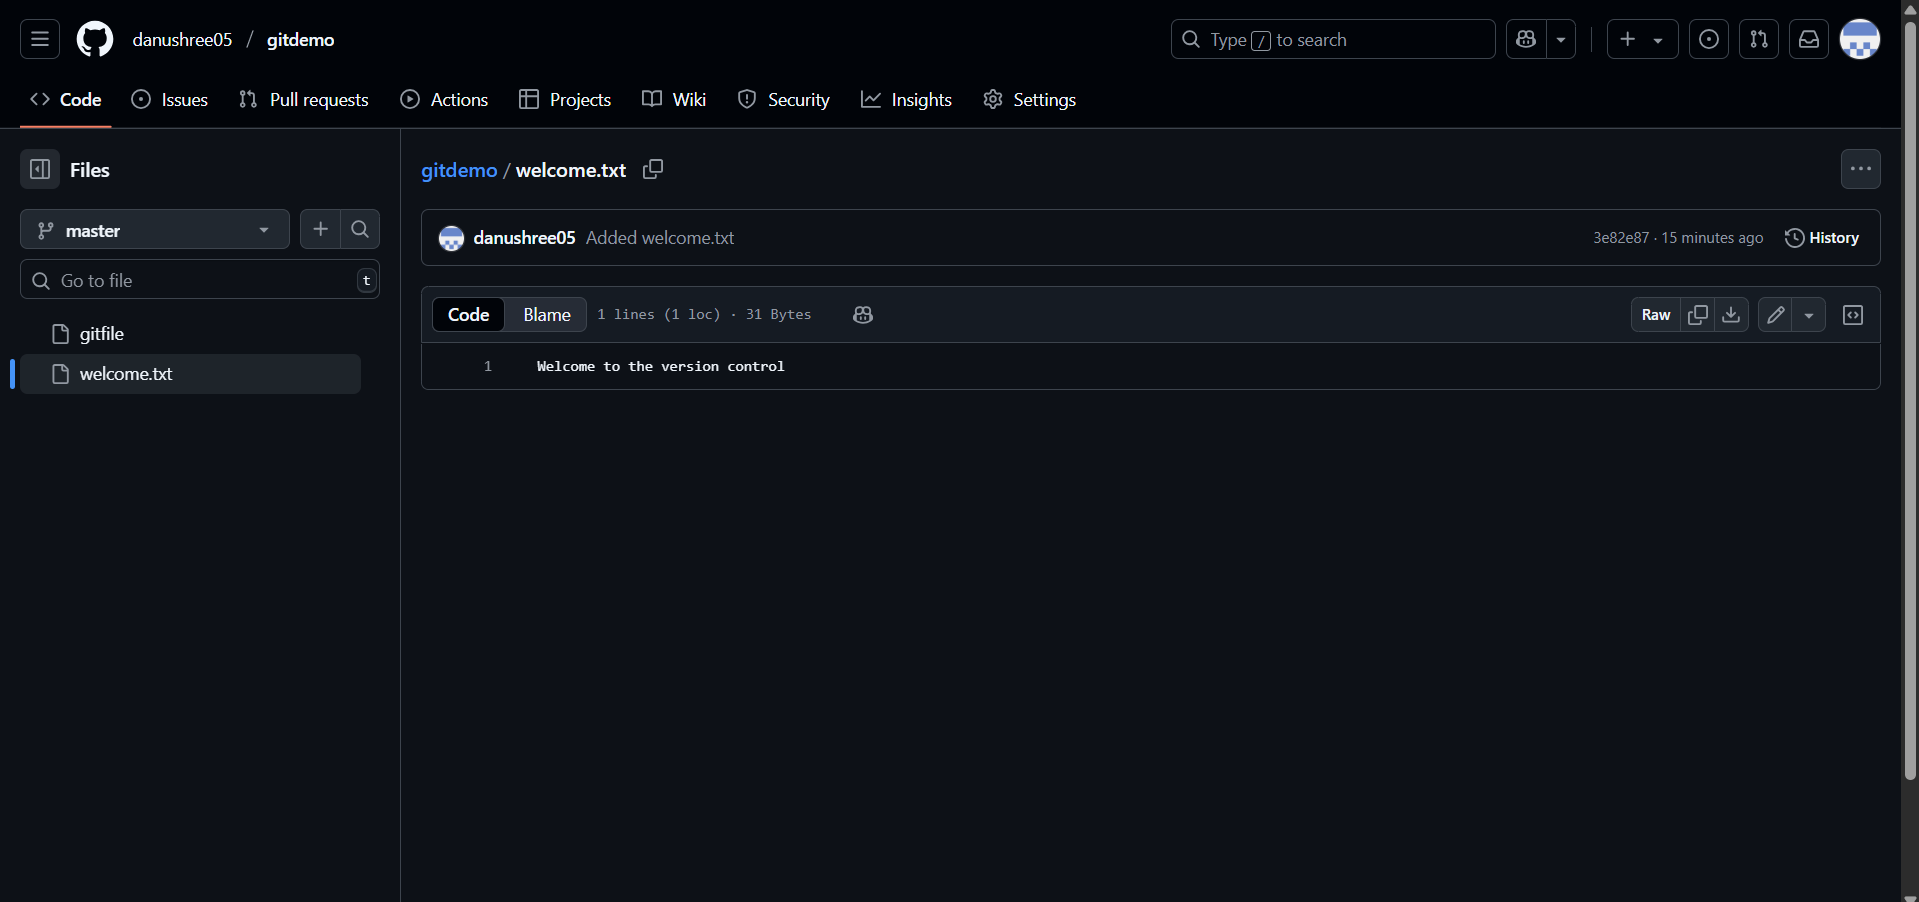 danushree05 / gitdemo
Type / to search
Code Issues Pull requests Actions Projects Wiki Security Insights Settings
Files
master
Go to file t
gitfile
welcome.txt
gitdemo / welcome.txt
danushree05 Added welcome.txt 3e82e87 · 15 minutes ago History
Code Blame 1 lines (1 loc) · 31 Bytes Raw
1 Welcome to the version control